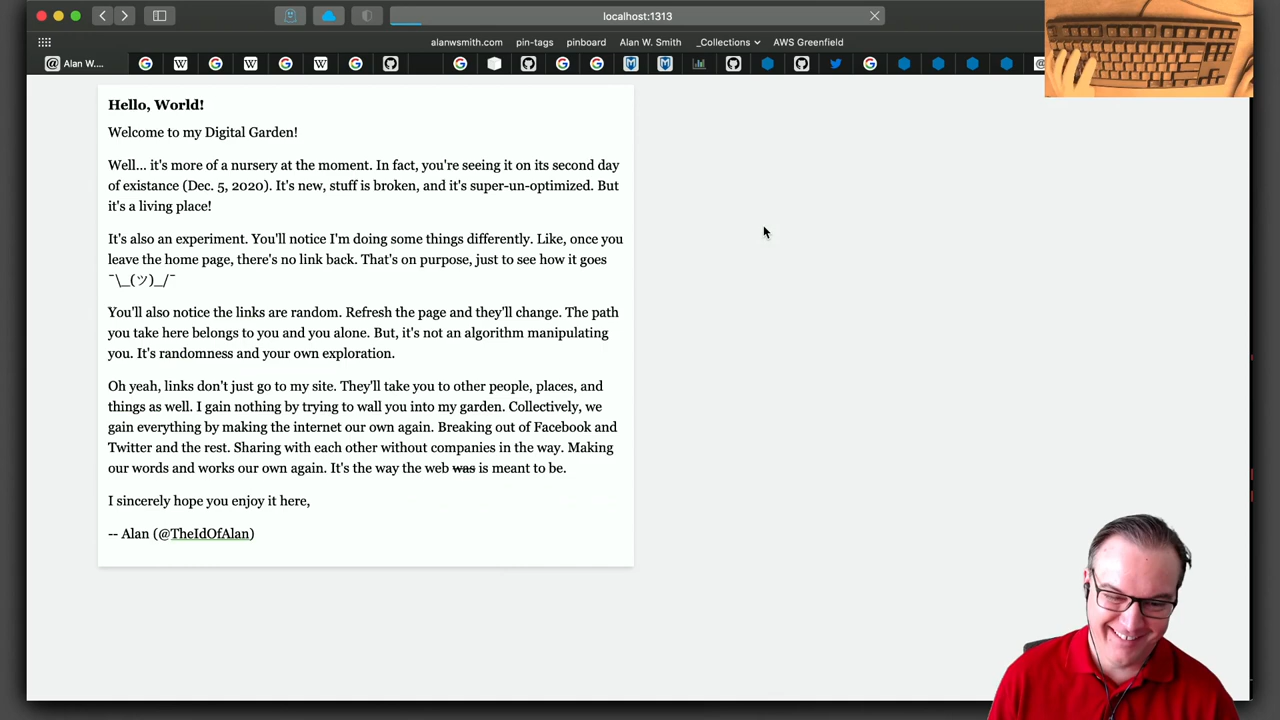 localhost:1313
alanwsmith.com pin-tags pinboard Alan W. Smith _Collections AWS Greenfield
Alan W....
Hello, World!
Welcome to my Digital Garden!
Well... it's more of a nursery at the moment. In fact, you're seeing it on its second day
of existance (Dec. 5, 2020). It's new, stuff is broken, and it's super-un-optimized. But
it's a living place!
It's also an experiment. You'll notice I'm doing some things differently. Like, once you
leave the home page, there's no link back. That's on purpose, just to see how it goes
¯\_(ツ)_/¯
You'll also notice the links are random. Refresh the page and they'll change. The path
you take here belongs to you and you alone. But, it's not an algorithm manipulating
you. It's randomness and your own exploration.
Oh yeah, links don't just go to my site. They'll take you to other people, places, and
things as well. I gain nothing by trying to wall you into my garden. Collectively, we
gain everything by making the internet our own again. Breaking out of Facebook and
Twitter and the rest. Sharing with each other without companies in the way. Making
our words and works our own again. It's the way the web was is meant to be.
I sincerely hope you enjoy it here,
-- Alan (@TheIdOfAlan)